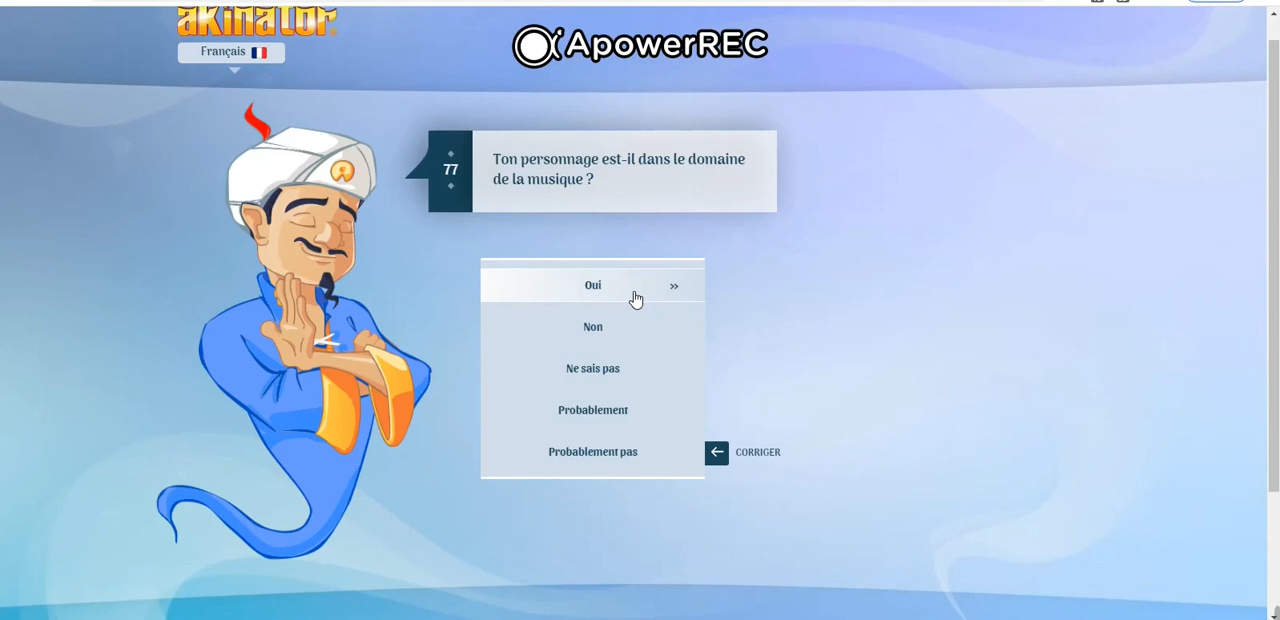 akinator
Français
ApowerREC
77
Ton personnage est-il dans le domaine
de la musique ?
Oui
Non
Ne sais pas
Probablement
Probablement pas
CORRIGER